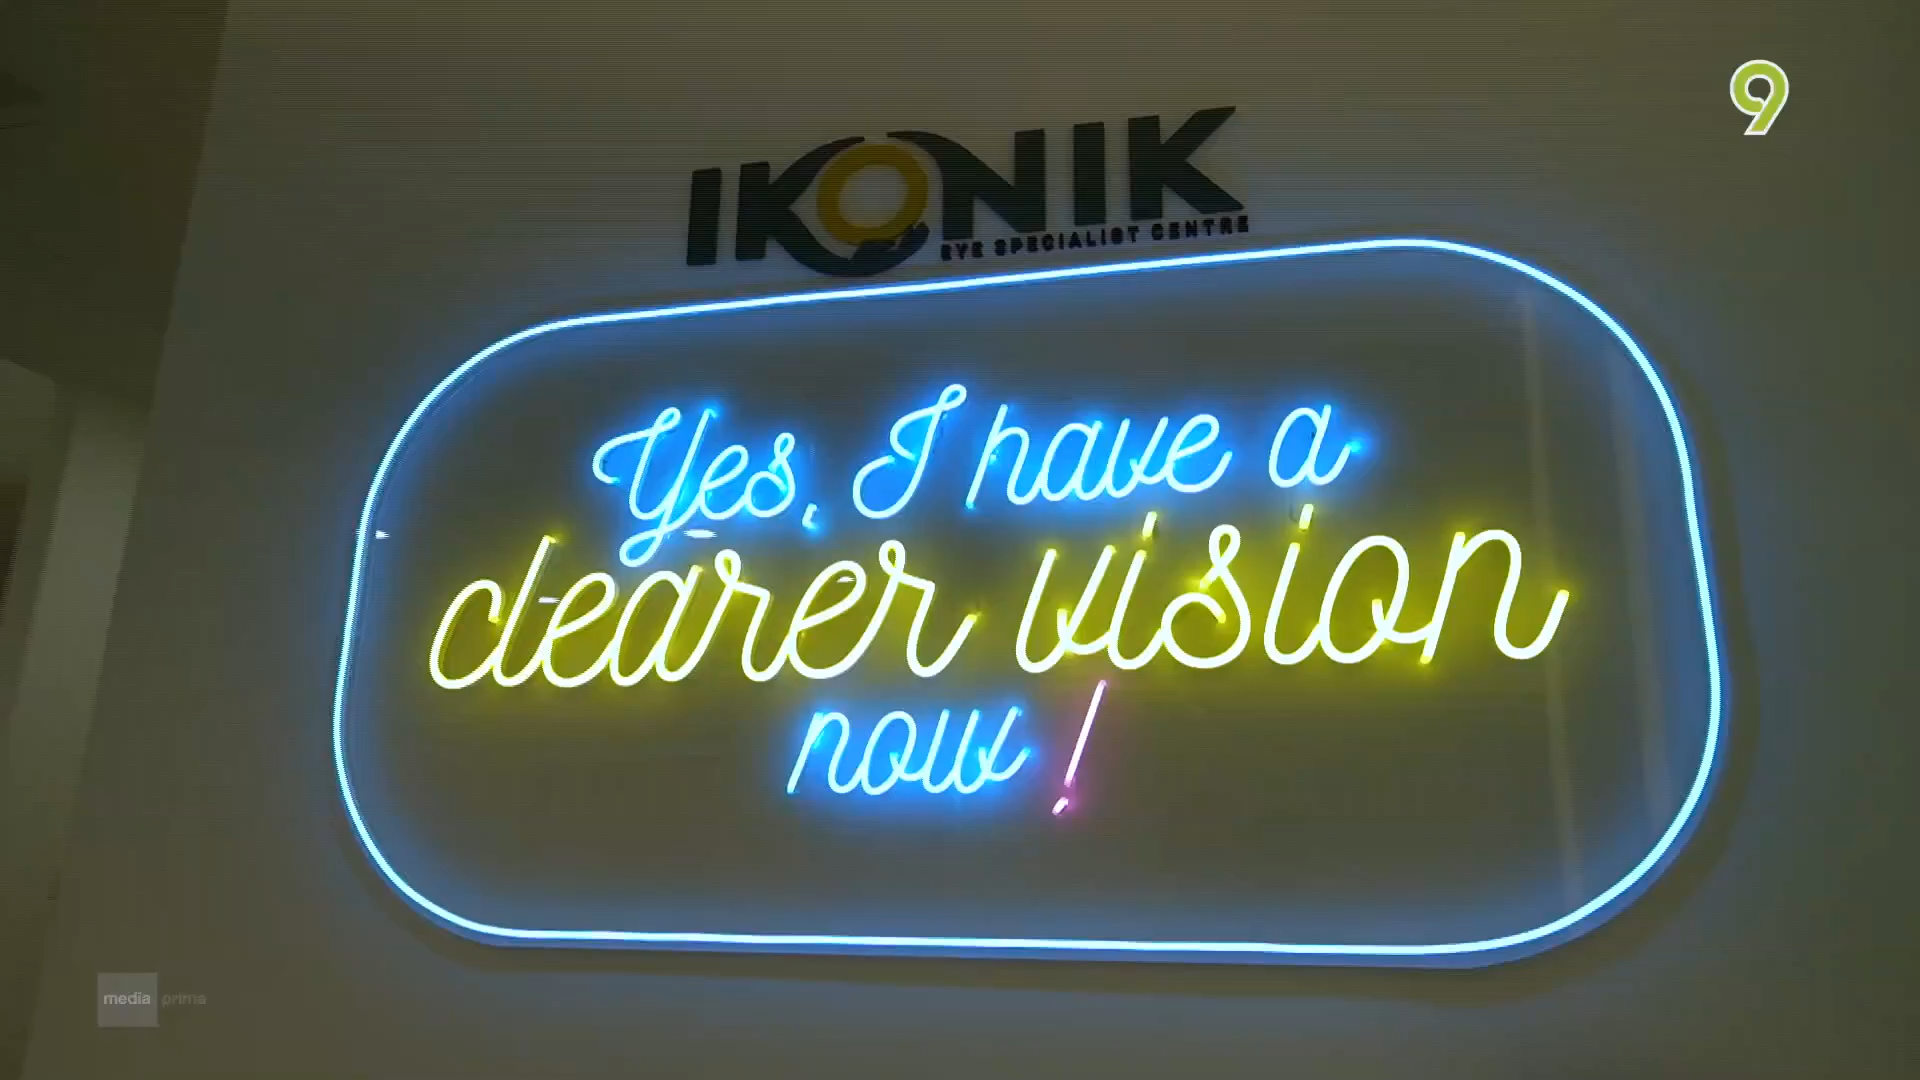 9
IKONIK
EYE SPECIALIST CENTRE
Yes, I have a
clearer vision
now !
media prima